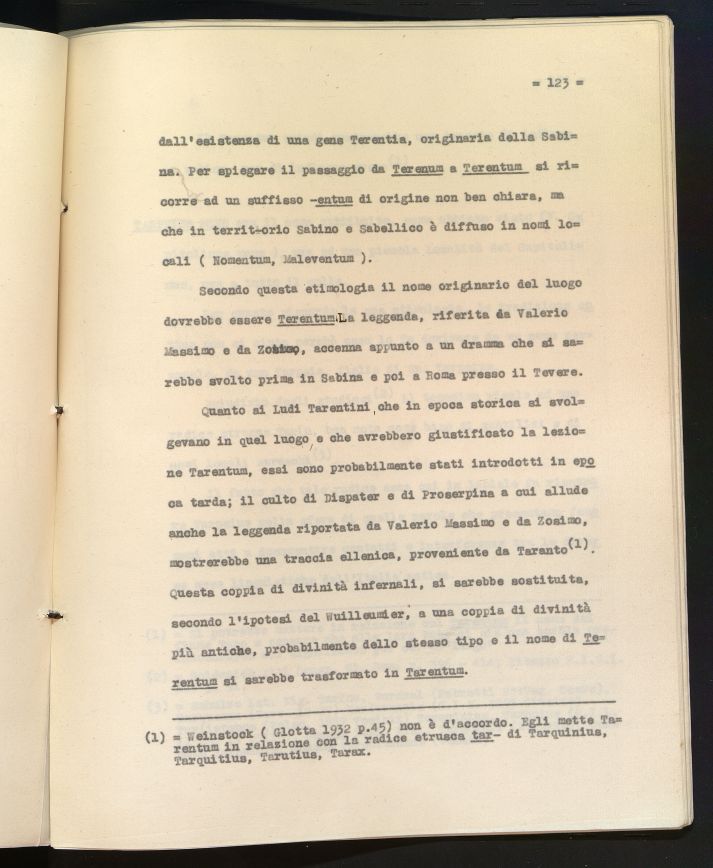 = 123 =
dall'esistenza di una gens Terentia, originaria della Sabi=
na. Per spiegare il passaggio da Terenum a Terentum si ri=
corre ad un suffisso -entum di origine non ben chiara, ma
che in territ-orio Sabino e Sabellico è diffuso in nomi lo=
cali ( Nomentum, Maleventum ).
Secondo questa etimologia il nome originario del luogo
dovrebbe essere Terentum.La leggenda, riferita da Valerio
Massimo e da Zosimo, accenna appunto a un dramma che si sa=
rebbe svolto prima in Sabina e poi a Roma presso il Tevere.
Quanto ai Ludi Tarentini,che in epoca storica si svol=
gevano in quel luogo,e che avrebbero giustificato la lezio=
ne Tarentum, essi sono probabilmente stati introdotti in epo
ca tarda; il culto di Dispater e di Proserpina a cui allude
anche la leggenda riportata da Valerio Massimo e da Zosimo,
mostrerebbe una traccia ellenica, proveniente da Taranto(1).
Questa coppia di divinità infernali, si sarebbe sostituita,
secondo l'ipotesi del Wuilleumier, a una coppia di divinità
più antiche, probabilmente dello stesso tipo e il nome di Te=
rentum si sarebbe trasformato in Tarentum.
(1) = Weinstock ( Glotta 1932 p.45) non è d'accordo. Egli mette Ta=
rentum in relazione con la radice etrusca tar- di Tarquinius,
Tarquitius, Tarutius, Tarax.